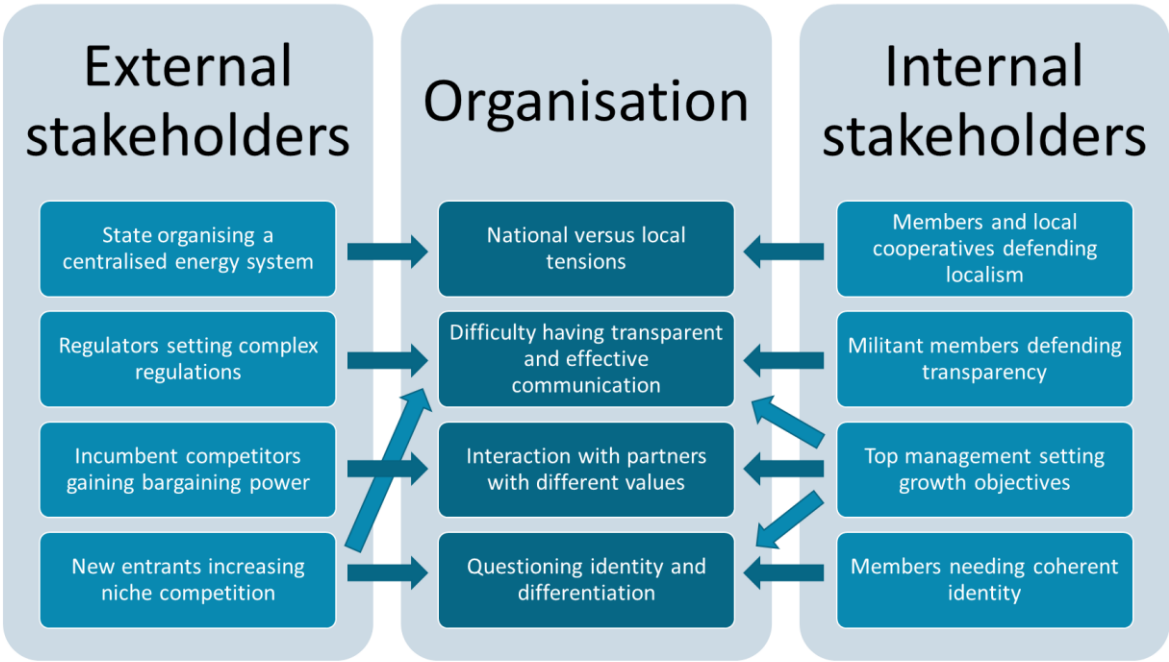 External
stakeholders
State organising a
centralised energy system
Regulators setting complex
regulations
Incumbent competitors
gaining bargaining power
New entrants increasing
niche competition
Organisation
National versus local
tensions
Difficulty having transparent
and effective
communication
Interaction with partners
with different values
Questioning identity and
differentiation
Internal
stakeholders
Members and local
cooperatives defending
localism
Militant members defending
transparency
Top management setting
growth objectives
Members needing coherent
identity